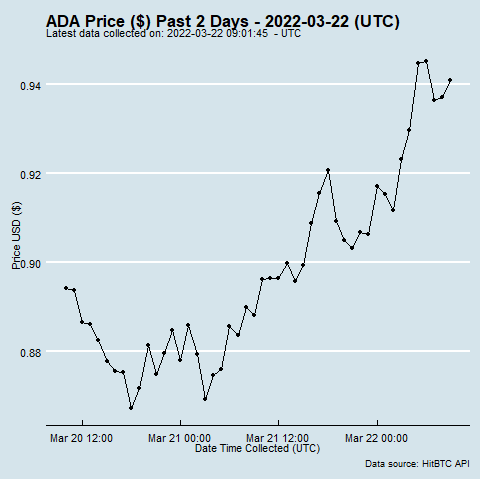 ADA Price ($) Past 2 Days - 2022-03-22 (UTC)
Latest data collected on: 2022-03-22 09:01:45 - UTC
0.94
0.92
0.90
0.88
Price USD ($)
Mar 20 12:00 Mar 21 00:00 Mar 21 12:00 Mar 22 00:00
Date Time Collected (UTC)
Data source: HitBTC API